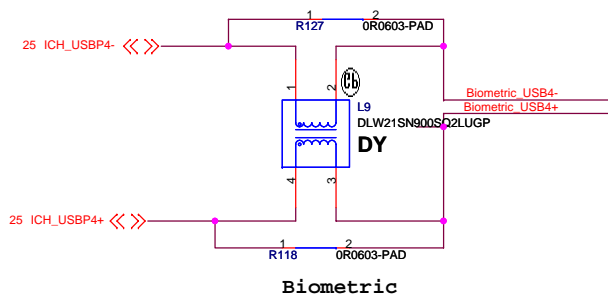 1 2
R127 0R0603-PAD
25 ICH_USBP4-
1 2
Biometric_USB4-
Biometric_USB4+
L9
DLW21SN900SQ2LUGP
DY
4 3
25 ICH_USBP4+
1 2
R118 0R0603-PAD
Biometric